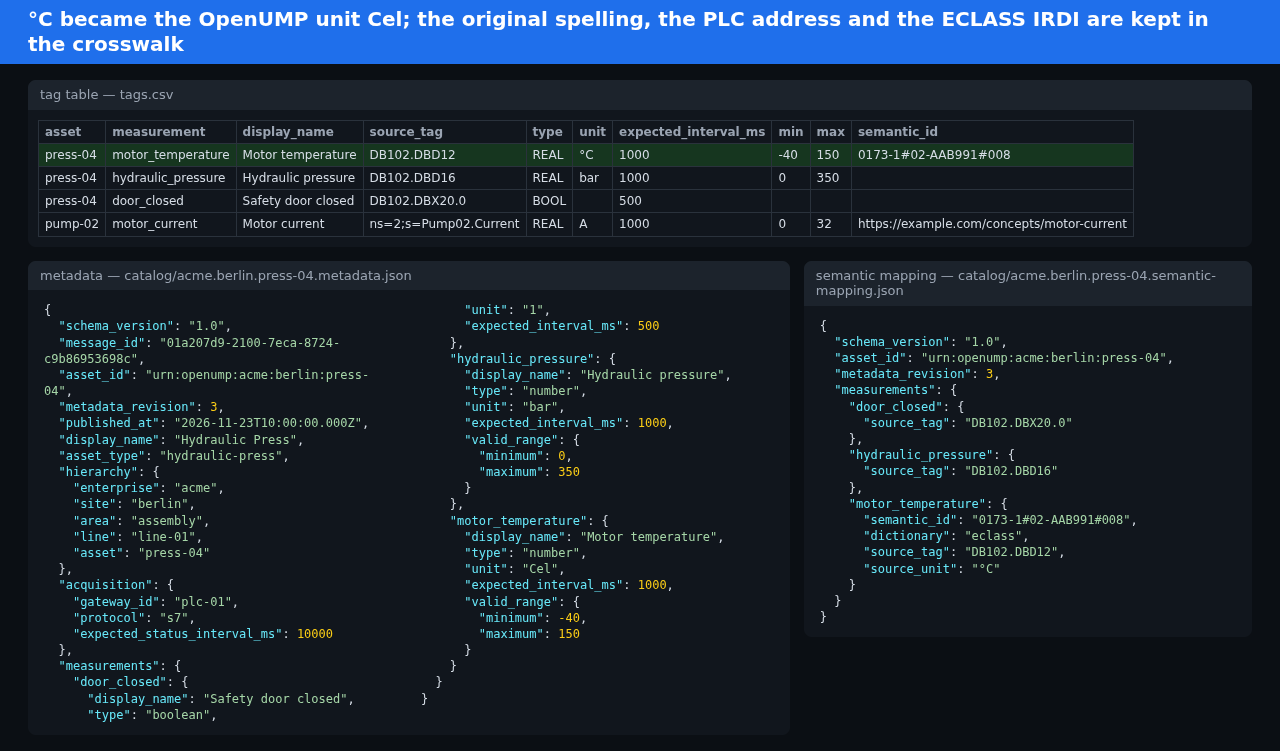 °C became the OpenUMP unit Cel; the original spelling, the PLC address and the ECLASS IRDI are kept in
the crosswalk
tag table — tags.csv
asset measurement display_name source_tag type unit expected_interval_ms min max semantic_id
press-04 motor_temperature Motor temperature DB102.DBD12 REAL °C 1000 -40 150 0173-1#02-AAB991#008
press-04 hydraulic_pressure Hydraulic pressure DB102.DBD16 REAL bar 1000 0 350
press-04 door_closed Safety door closed DB102.DBX20.0 BOOL 500
pump-02 motor_current Motor current ns=2;s=Pump02.Current REAL A 1000 0 32 https://example.com/concepts/motor-current
metadata — catalog/acme.berlin.press-04.metadata.json
{
  "schema_version": "1.0",
  "message_id": "01a207d9-2100-7eca-8724-
c9b86953698c",
  "asset_id": "urn:openump:acme:berlin:press-
04",
  "metadata_revision": 3,
  "published_at": "2026-11-23T10:00:00.000Z",
  "display_name": "Hydraulic Press",
  "asset_type": "hydraulic-press",
  "hierarchy": {
    "enterprise": "acme",
    "site": "berlin",
    "area": "assembly",
    "line": "line-01",
    "asset": "press-04"
  },
  "acquisition": {
    "gateway_id": "plc-01",
    "protocol": "s7",
    "expected_status_interval_ms": 10000
  },
  "measurements": {
    "door_closed": {
      "display_name": "Safety door closed",
      "type": "boolean",
      "unit": "1",
      "expected_interval_ms": 500
    },
    "hydraulic_pressure": {
      "display_name": "Hydraulic pressure",
      "type": "number",
      "unit": "bar",
      "expected_interval_ms": 1000,
      "valid_range": {
        "minimum": 0,
        "maximum": 350
      }
    },
    "motor_temperature": {
      "display_name": "Motor temperature",
      "type": "number",
      "unit": "Cel",
      "expected_interval_ms": 1000,
      "valid_range": {
        "minimum": -40,
        "maximum": 150
      }
    }
  }
}
semantic mapping — catalog/acme.berlin.press-04.semantic-
mapping.json
{
  "schema_version": "1.0",
  "asset_id": "urn:openump:acme:berlin:press-04",
  "metadata_revision": 3,
  "measurements": {
    "door_closed": {
      "source_tag": "DB102.DBX20.0"
    },
    "hydraulic_pressure": {
      "source_tag": "DB102.DBD16"
    },
    "motor_temperature": {
      "semantic_id": "0173-1#02-AAB991#008",
      "dictionary": "eclass",
      "source_tag": "DB102.DBD12",
      "source_unit": "°C"
    }
  }
}